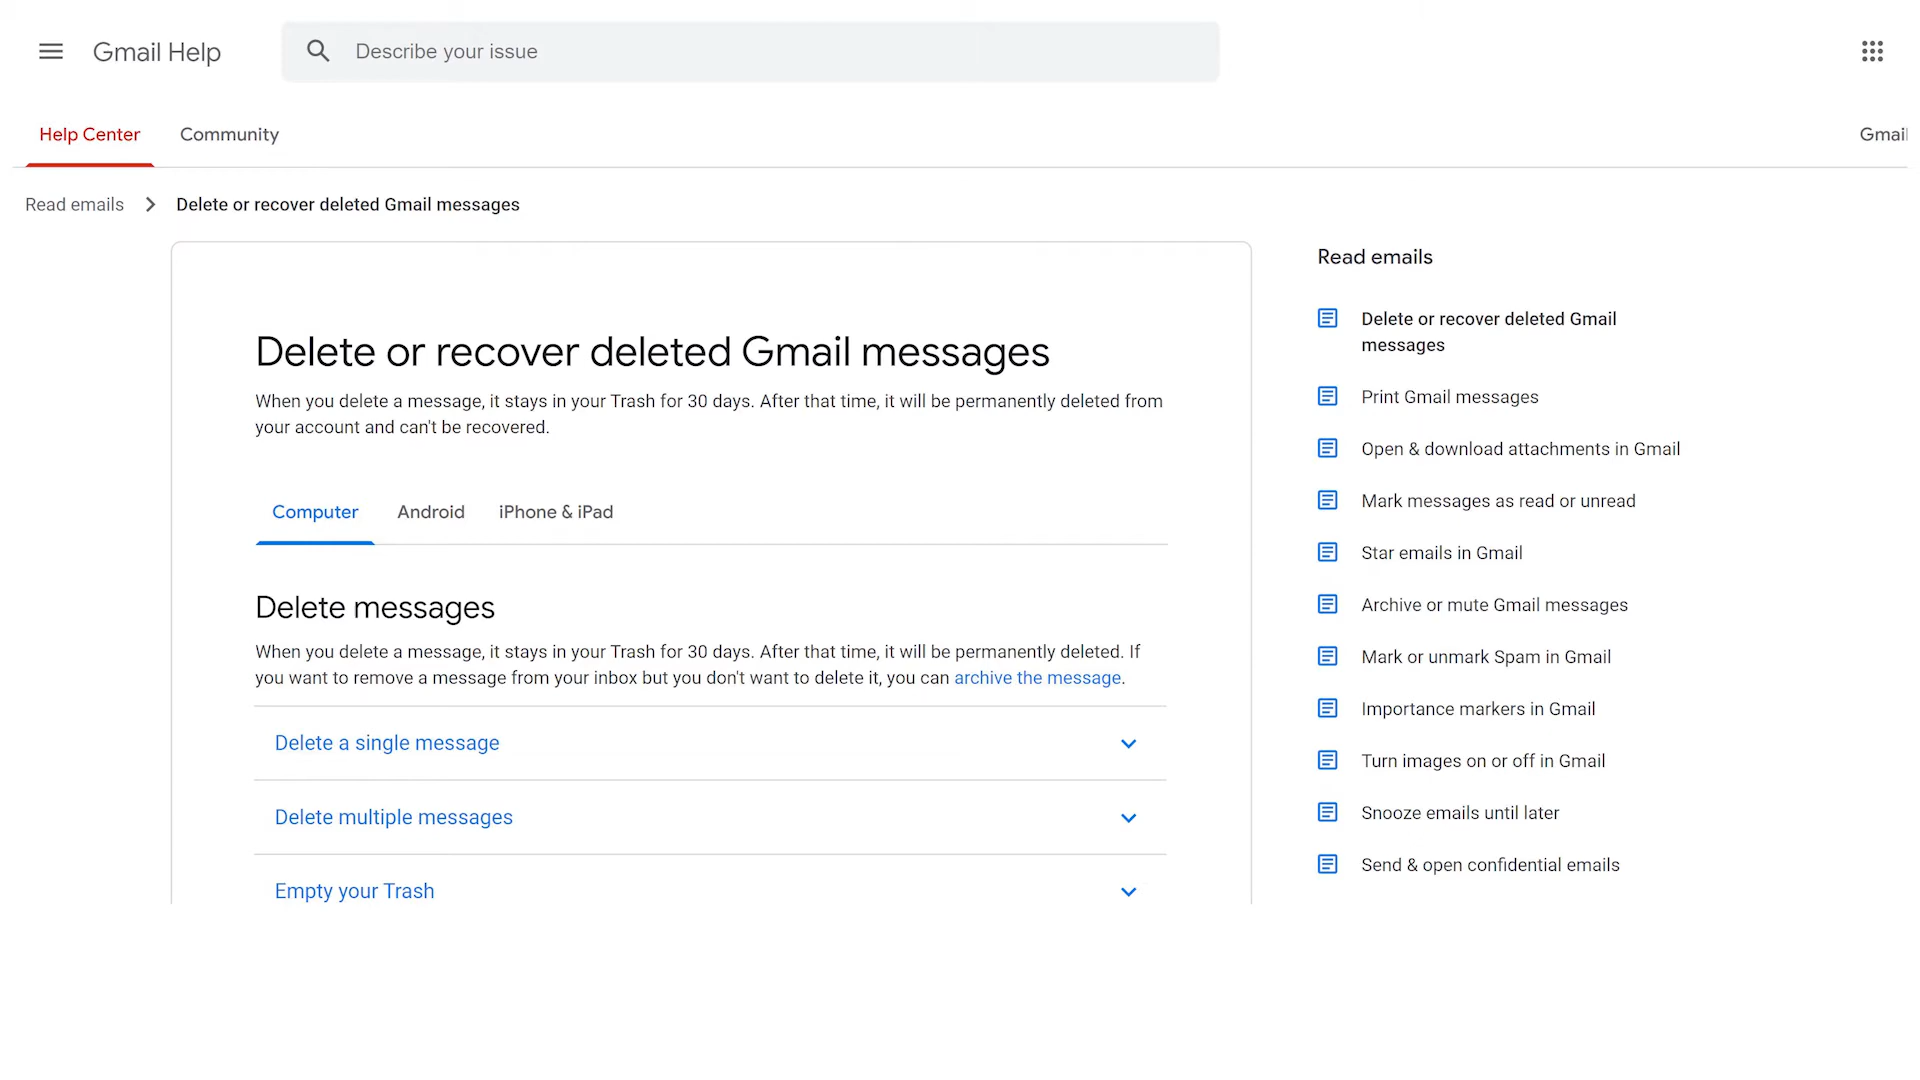 Gmail Help
Describe your issue
Help Center
Community
Gmail
Read emails
Delete or recover deleted Gmail messages
Delete or recover deleted Gmail messages
When you delete a message, it stays in your Trash for 30 days. After that time, it will be permanently deleted from
your account and can't be recovered.
Computer
Android
iPhone & iPad
Delete messages
When you delete a message, it stays in your Trash for 30 days. After that time, it will be permanently deleted. If
you want to remove a message from your inbox but you don't want to delete it, you can archive the message.
Delete a single message
Delete multiple messages
Empty your Trash
Read emails
Delete or recover deleted Gmail
messages
Print Gmail messages
Open & download attachments in Gmail
Mark messages as read or unread
Star emails in Gmail
Archive or mute Gmail messages
Mark or unmark Spam in Gmail
Importance markers in Gmail
Turn images on or off in Gmail
Snooze emails until later
Send & open confidential emails